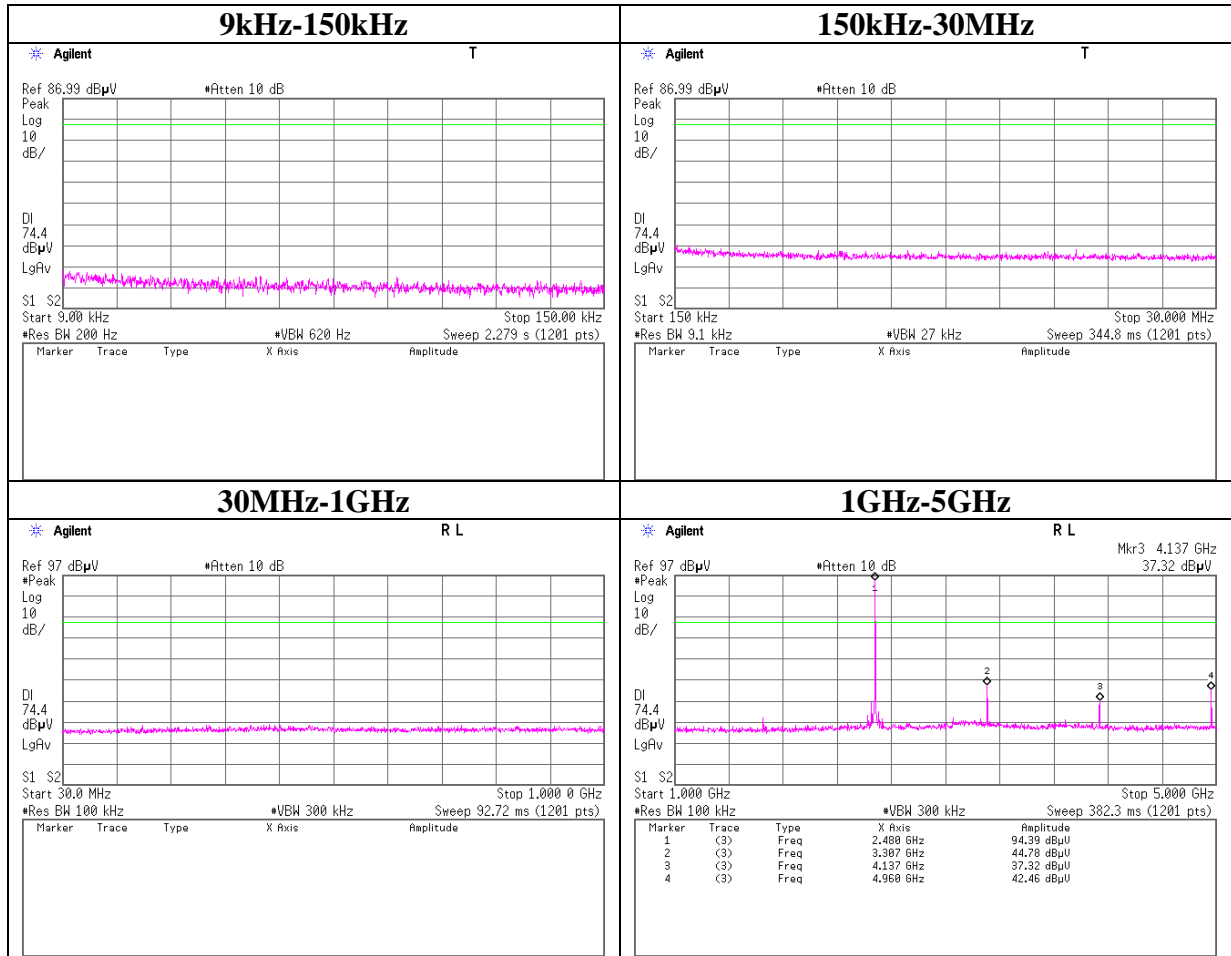 9kHz-150kHz
Agilent T
Ref 86.99 dBµV #Atten 10 dB
Peak
Log
10
dB/
DI
74.4
dBµV
LgAv
S1 S2
Start 9.00 kHz Stop 150.00 kHz
#Res BW 200 Hz #VBW 620 Hz Sweep 2.279 s (1201 pts)
Marker Trace Type X Axis Amplitude
150kHz-30MHz
Agilent T
Ref 86.99 dBµV #Atten 10 dB
Peak
Log
10
dB/
DI
74.4
dBµV
LgAv
S1 S2
Start 150 kHz Stop 30.000 MHz
#Res BW 9.1 kHz #VBW 27 kHz Sweep 344.8 ms (1201 pts)
Marker Trace Type X Axis Amplitude
30MHz-1GHz
Agilent R L
Ref 97 dBµV #Atten 10 dB
#Peak
Log
10
dB/
DI
74.4
dBµV
LgAv
S1 S2
Start 30.0 MHz Stop 1.000 0 GHz
#Res BW 100 kHz #VBW 300 kHz Sweep 92.72 ms (1201 pts)
Marker Trace Type X Axis Amplitude
1GHz-5GHz
Agilent R L
Mkr3 4.137 GHz
Ref 97 dBµV #Atten 10 dB 37.32 dBµV
#Peak
Log
10
dB/
1
2
3
4
DI
74.4
dBµV
LgAv
S1 S2
Start 1.000 GHz Stop 5.000 GHz
#Res BW 100 kHz #VBW 300 kHz Sweep 382.3 ms (1201 pts)
Marker Trace Type X Axis Amplitude
1 (3) Freq 2.480 GHz 94.39 dBµV
2 (3) Freq 3.307 GHz 44.78 dBµV
3 (3) Freq 4.137 GHz 37.32 dBµV
4 (3) Freq 4.960 GHz 42.46 dBµV